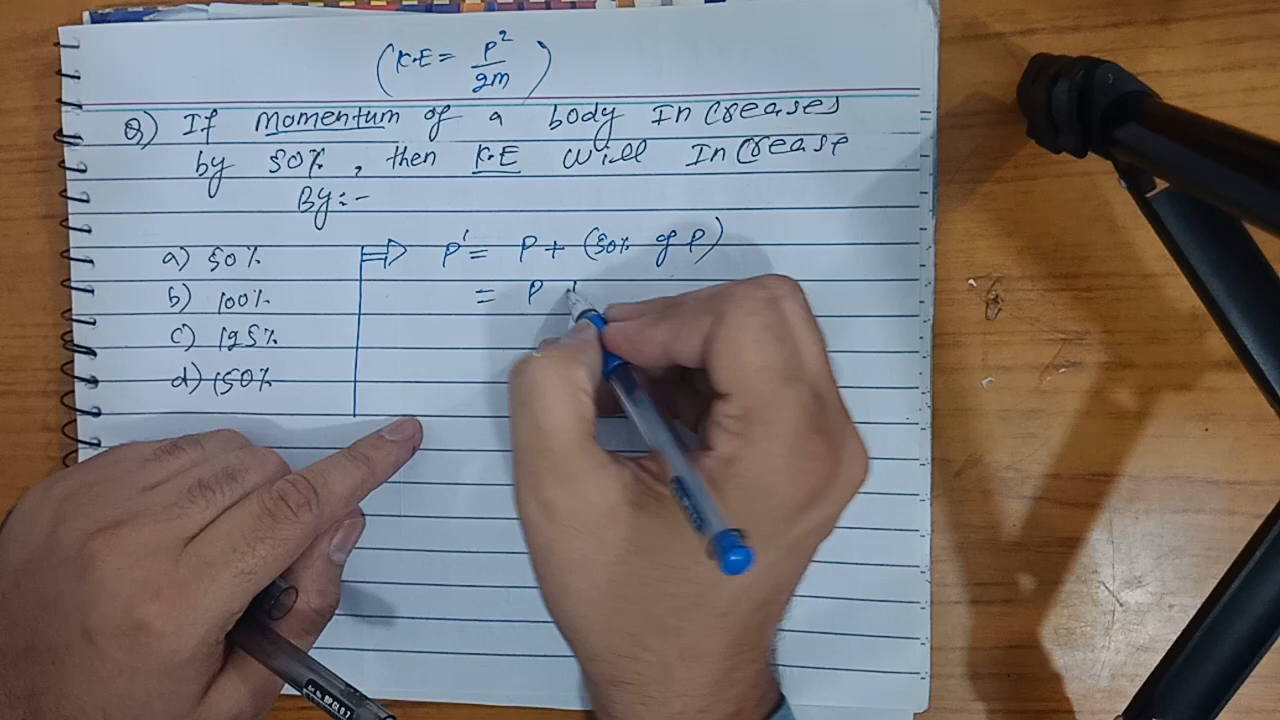 (K.E = P²/2m)
Q) If momentum of a body Increases
by 50%, then K.E will Increase
By:-
a) 50%
b) 100%
c) 125%
d) 150%
⇒ P' = P + (50% of P)
= P